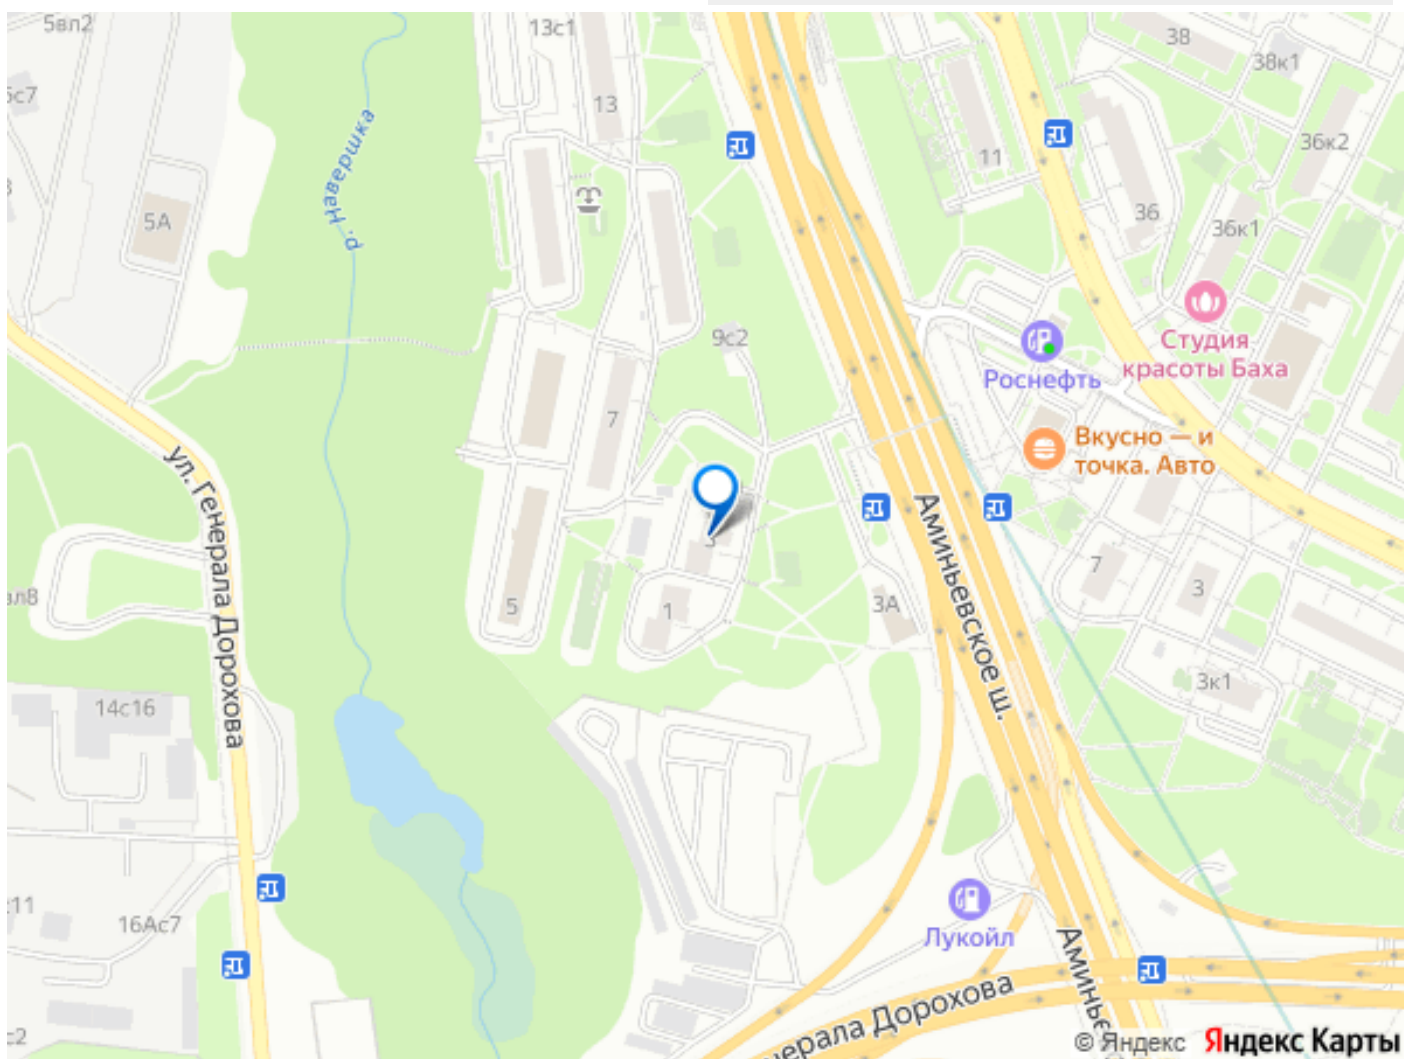 5вл2
13с1
38
38к1
13
36к2
11
р. Навершка
5А
36
36к1
9с2
Студия
красоты Баха
Роснефть
7
Вкусно — и
точка. Авто
ул. Генерала Дорохова
Аминьевское ш.
3
7
3
5
1
3А
3к1
14с16
16Ас7
Лукойл
Генерала Дорохова
© Яндекс
Яндекс Карты